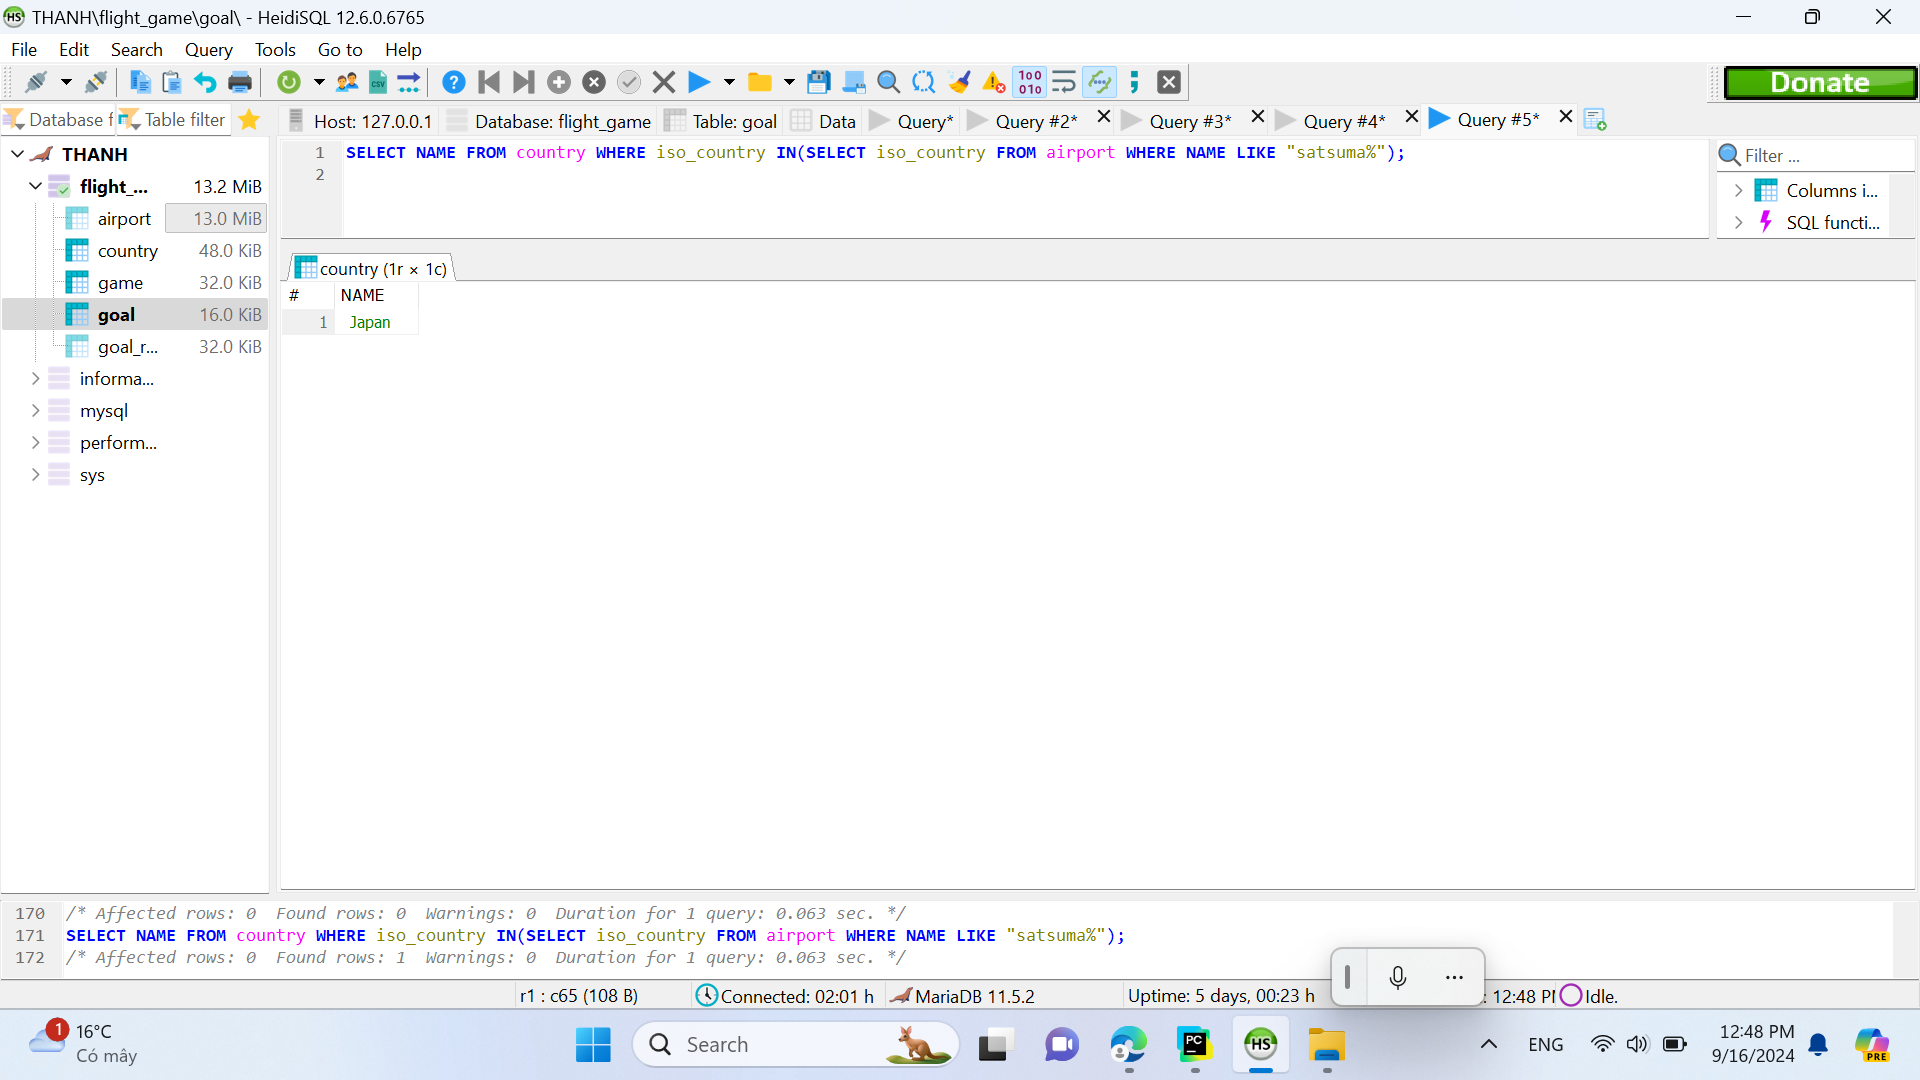 THANH\flight_game\goal\ - HeidiSQL 12.6.0.6765
File Edit Search Query Tools Go to Help
Donate
Database f Table filter
Host: 127.0.0.1 Database: flight_game Table: goal Data Query* Query #2* Query #3* Query #4* Query #5*
THANH
flight_... 13.2 MiB
airport 13.0 MiB
country 48.0 KiB
game 32.0 KiB
goal 16.0 KiB
goal_r... 32.0 KiB
informa...
mysql
perform...
sys
1 SELECT NAME FROM country WHERE iso_country IN(SELECT iso_country FROM airport WHERE NAME LIKE "satsuma%");
2
Filter ...
Columns i...
SQL functi...
country (1r × 1c)
# NAME
1 Japan
170 /* Affected rows: 0 Found rows: 0 Warnings: 0 Duration for 1 query: 0.063 sec. */
171 SELECT NAME FROM country WHERE iso_country IN(SELECT iso_country FROM airport WHERE NAME LIKE "satsuma%");
172 /* Affected rows: 0 Found rows: 1 Warnings: 0 Duration for 1 query: 0.063 sec. */
r1 : c65 (108 B) Connected: 02:01 h MariaDB 11.5.2 Uptime: 5 days, 00:23 h : 12:48 PM Idle.
1 16°C
Có mây
Search
PC
HS
ENG
12:48 PM
9/16/2024
PRE